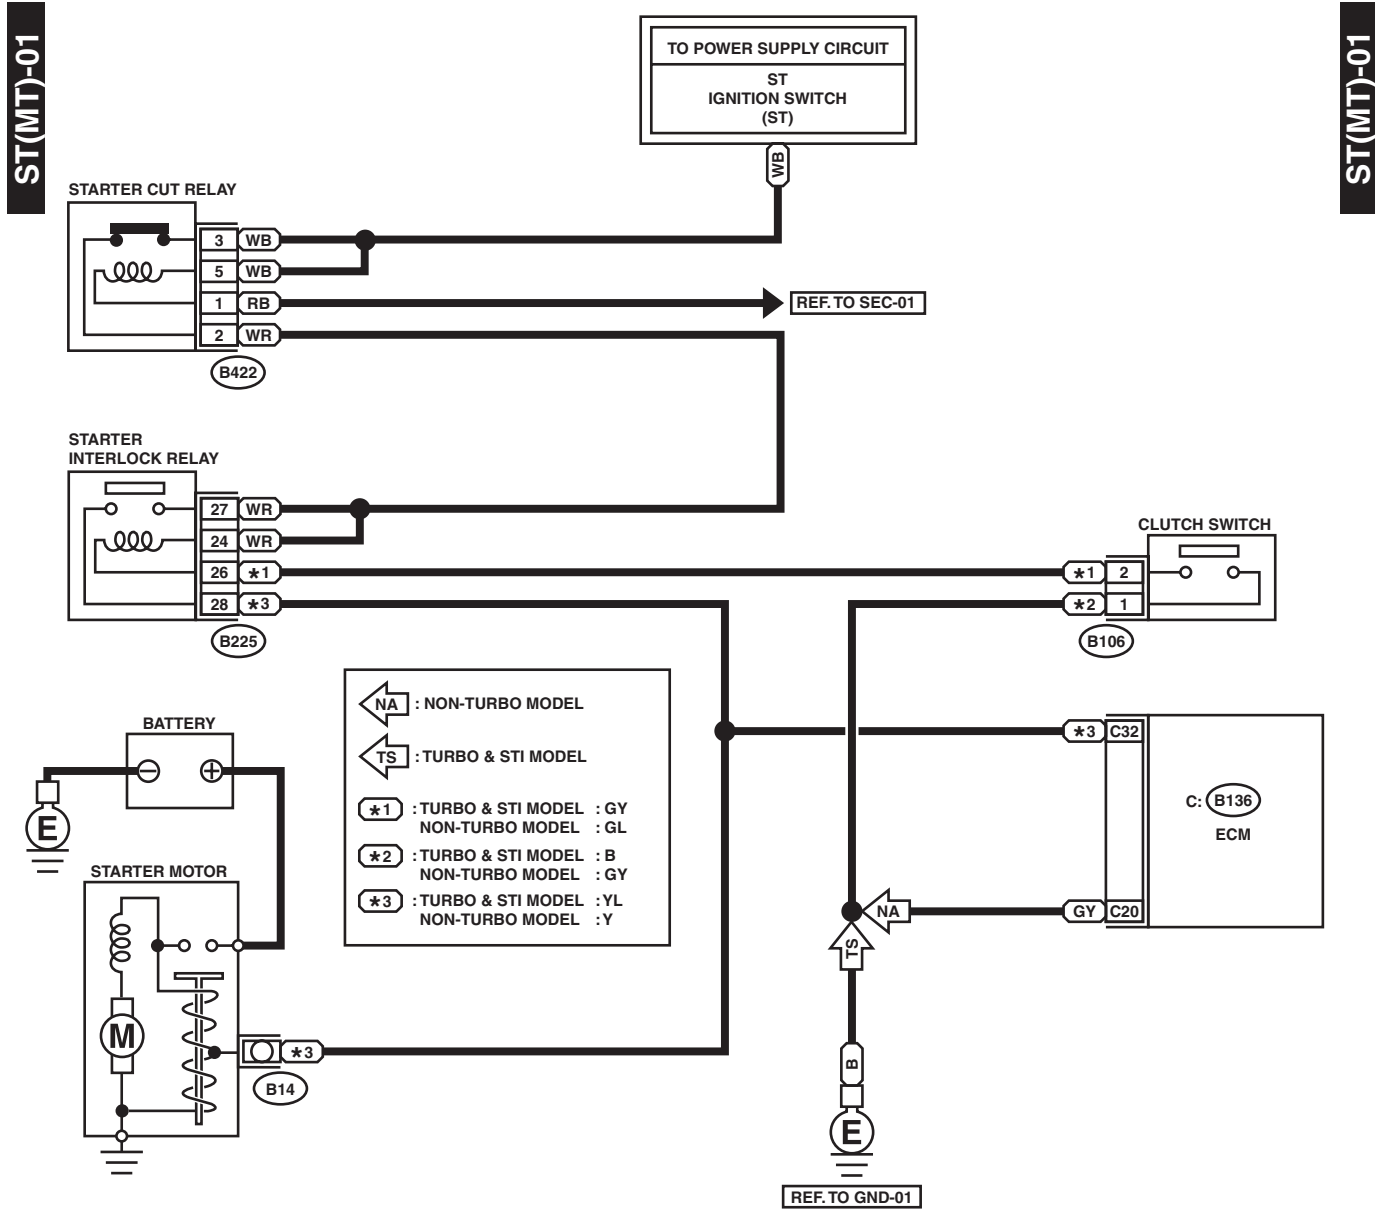 ST(MT)-01
ST(MT)-01
TO POWER SUPPLY CIRCUIT
ST
IGNITION SWITCH
(ST)
WB
STARTER CUT RELAY
3 WB
5 WB
1 RB
REF. TO SEC-01
2 WR
B422
STARTER
INTERLOCK RELAY
27 WR
24 WR
26 *1
28 *3
B225
CLUTCH SWITCH
*1 2
*2 1
B106
NA : NON-TURBO MODEL
TS : TURBO & STI MODEL
*1 : TURBO & STI MODEL : GY
NON-TURBO MODEL : GL
*2 : TURBO & STI MODEL : B
NON-TURBO MODEL : GY
*3 : TURBO & STI MODEL : YL
NON-TURBO MODEL : Y
BATTERY
− +
E
STARTER MOTOR
M
*3
B14
*3 C32
C: B136
ECM
NA
GY C20
TS
B
E
REF. TO GND-01